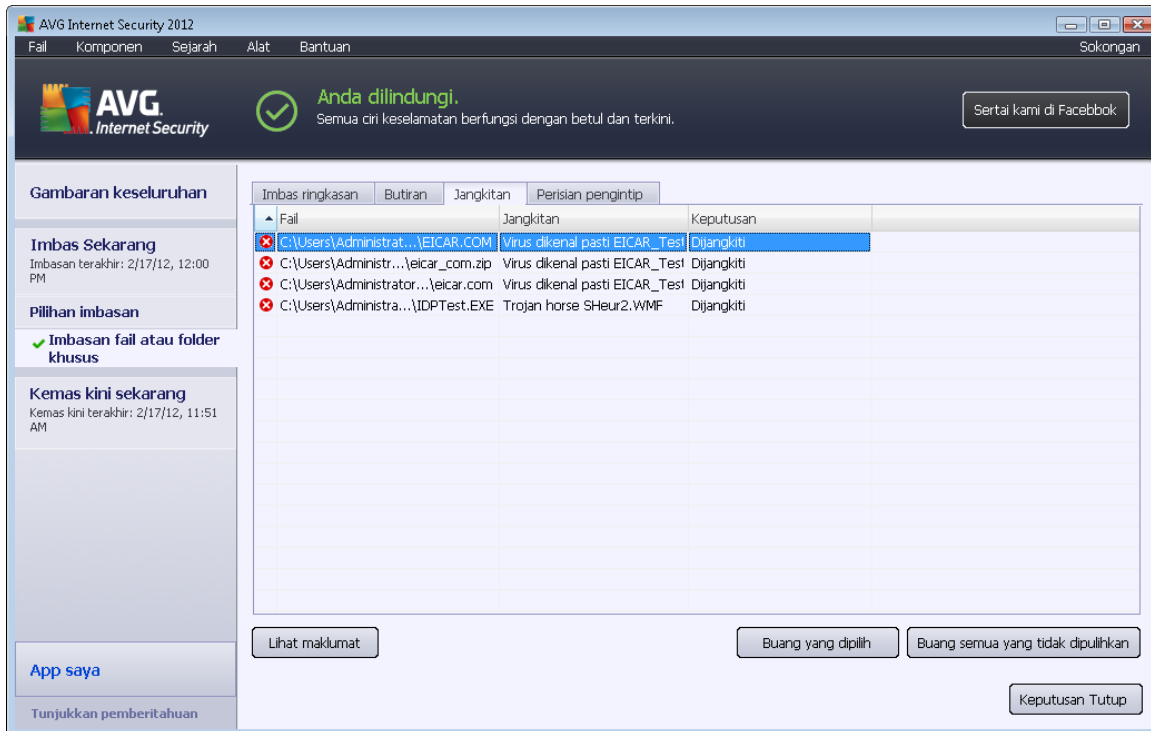 AVG Internet Security 2012
Fail Komponen Sejarah Alat Bantuan Sokongan
AVG.
Internet Security
Anda dilindungi.
Semua ciri keselamatan berfungsi dengan betul dan terkini.
Sertai kami di Facebbok
Gambaran keseluruhan
Imbas Sekarang
Imbasan terakhir: 2/17/12, 12:00
PM
Pilihan imbasan
Imbasan fail atau folder
khusus
Kemas kini sekarang
Kemas kini terakhir: 2/17/12, 11:51
AM
App saya
Tunjukkan pemberitahuan
Imbas ringkasan Butiran Jangkitan Perisian pengintip
Fail Jangkitan Keputusan
C:\Users\Administrat...\EICAR.COM Virus dikenal pasti EICAR_Test Dijangkiti
C:\Users\Administr...\eicar_com.zip Virus dikenal pasti EICAR_Test Dijangkiti
C:\Users\Administrator...\eicar.com Virus dikenal pasti EICAR_Test Dijangkiti
C:\Users\Administra...\IDPTest.EXE Trojan horse SHeur2.WMF Dijangkiti
Lihat maklumat Buang yang dipilih Buang semua yang tidak dipulihkan
Keputusan Tutup